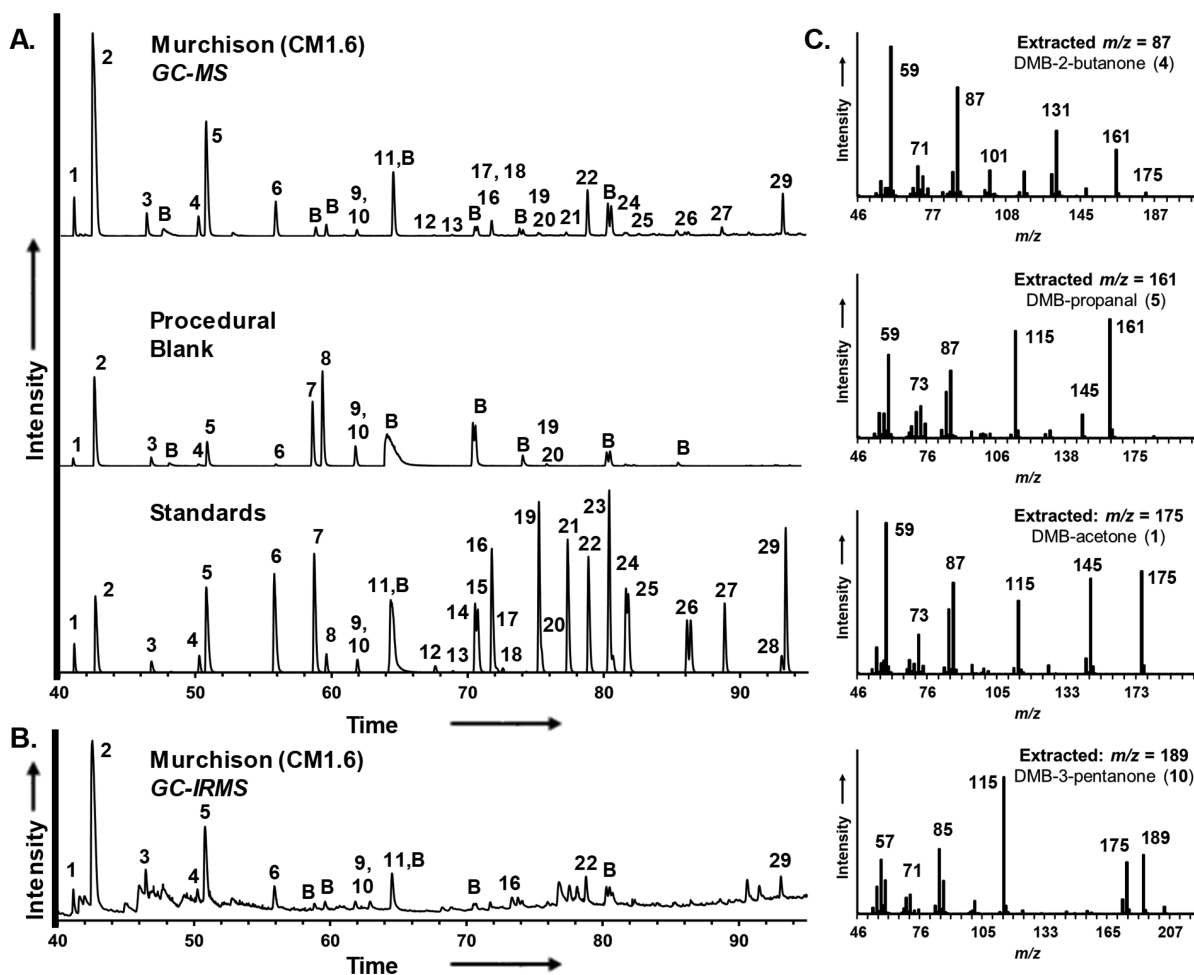 A.
Murchison (CM1.6)
GC-MS
2
1
3
B
4
5
6
B
B
9,
10
11,B
12
13
B
17, 18
16
B
19
20
21
22
B
24
25
26
27
29
Procedural
Blank
2
1
3
B
4
5
6
7
8
9,
10
B
B
B
19
20
B
B
Standards
1
2
3
4
5
6
7
8
9,
10
11,B
12
13
14
15
16
17
18
19
20
21
22
23
24
25
26
27
28
29
Intensity
40
50
60
70
80
90
Time
B.
Murchison (CM1.6)
GC-IRMS
1
2
3
4
5
6
B
B
9,
10
11,B
B
16
22
B
29
Intensity
40
50
60
70
80
90
Time
C.
Extracted m/z = 87
DMB-2-butanone (4)
59
71
87
101
131
161
175
Intensity
46
77
108
145
187
m/z
Extracted m/z = 161
DMB-propanal (5)
59
73
87
115
145
161
Intensity
46
76
106
138
175
m/z
Extracted: m/z = 175
DMB-acetone (1)
59
73
87
115
145
175
Intensity
46
76
105
133
173
m/z
Extracted: m/z = 189
DMB-3-pentanone (10)
57
71
85
115
175
189
Intensity
46
71
105
165
207
m/z